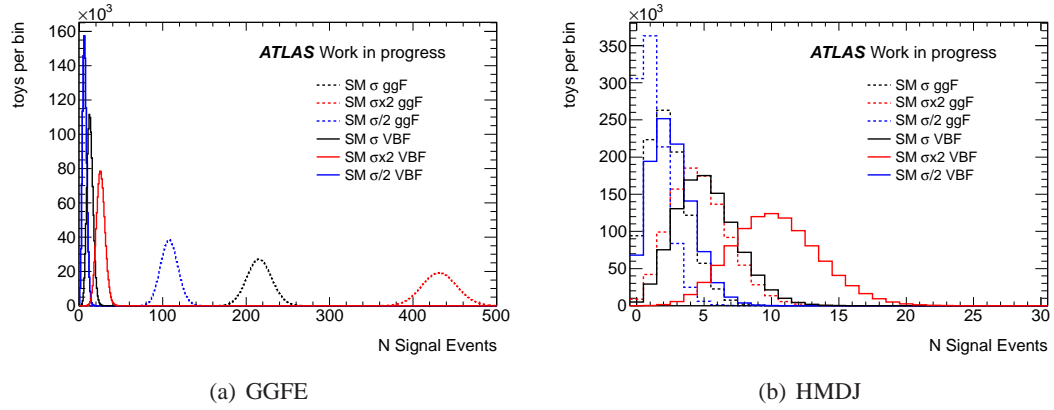 ×10³
toys per bin
160
140
120
100
80
60
40
20
0
ATLAS Work in progress
SM σ ggF
SM σx2 ggF
SM σ/2 ggF
SM σ VBF
SM σx2 VBF
SM σ/2 VBF
0 100 200 300 400 500
N Signal Events
(a) GGFE
×10³
toys per bin
350
300
250
200
150
100
50
0
ATLAS Work in progress
SM σ ggF
SM σx2 ggF
SM σ/2 ggF
SM σ VBF
SM σx2 VBF
SM σ/2 VBF
0 5 10 15 20 25 30
N Signal Events
(b) HMDJ